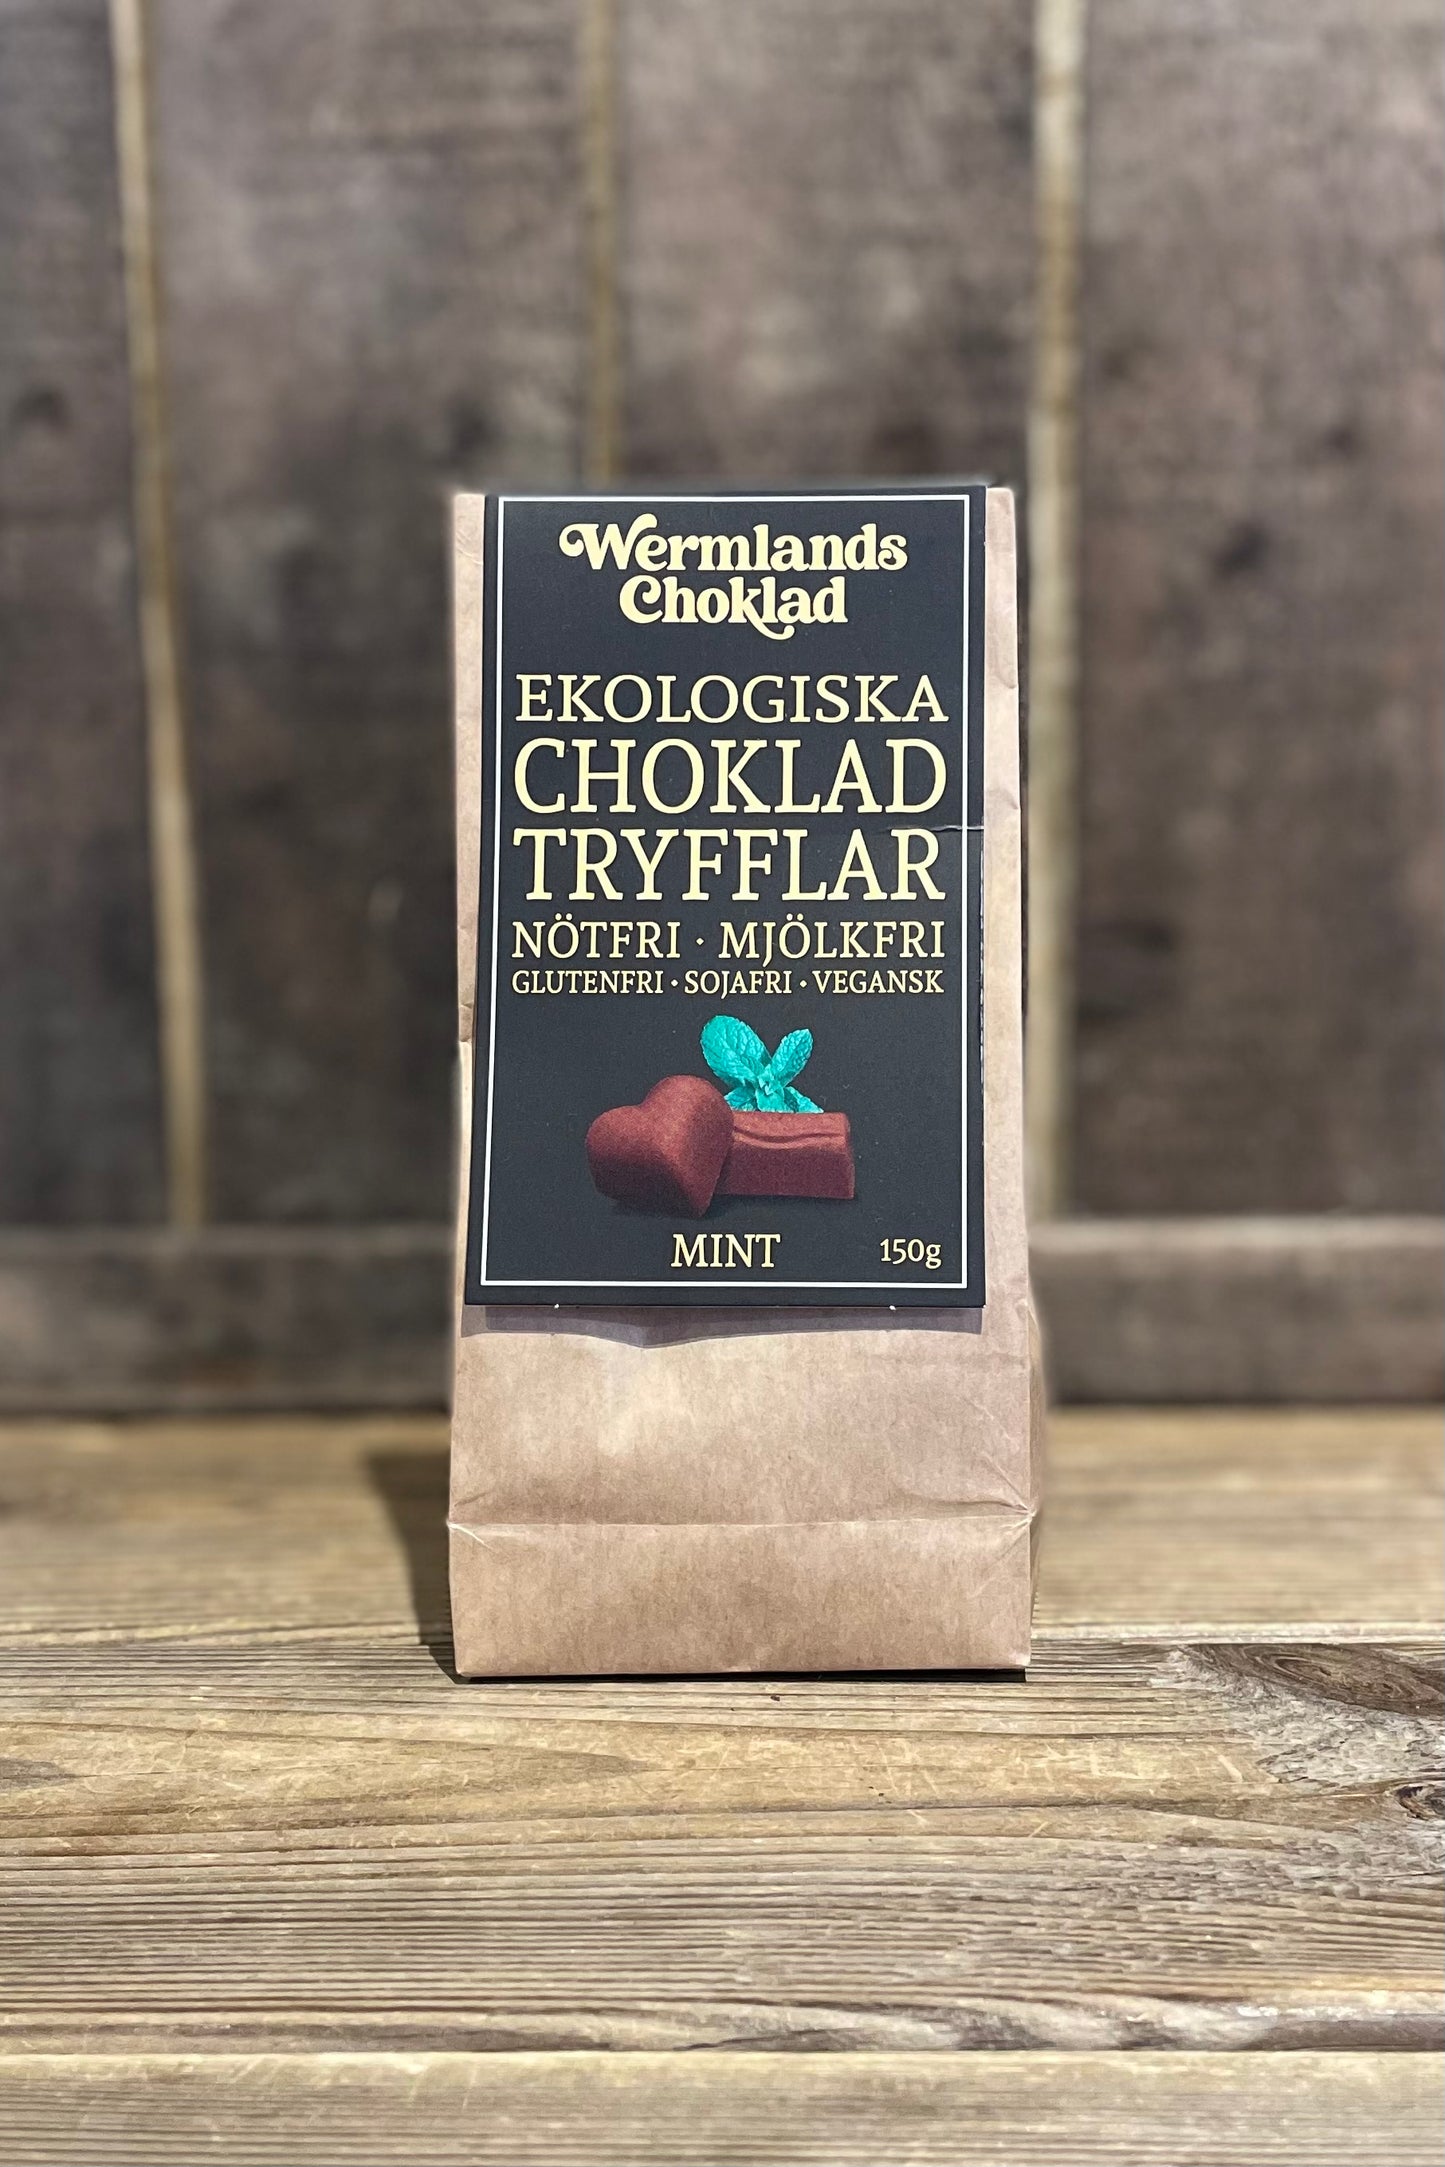 Wermlands
Choklad
EKOLOGISKA
CHOKLAD
TRYFFLAR
NÖTFRI · MJÖLKFRI
GLUTENFRI · SOJAFRI · VEGANSK
MINT
150g